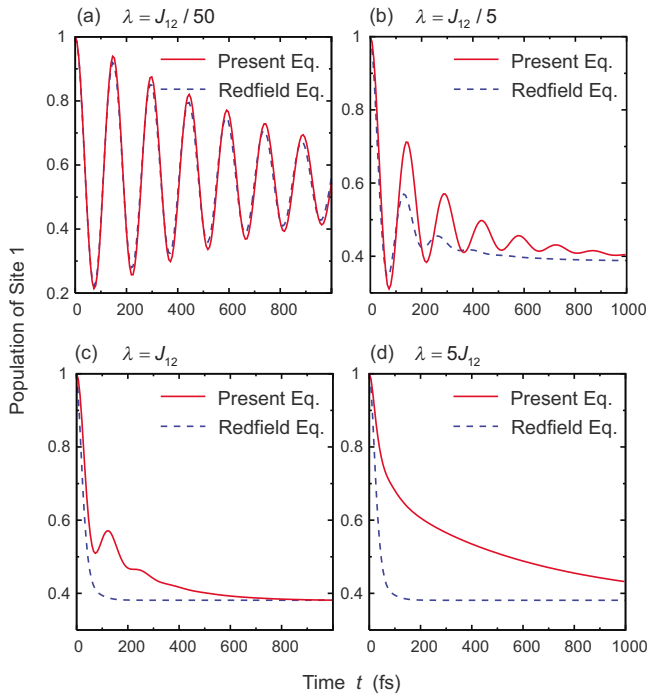 (a) λ = J₁₂ / 50
Present Eq.
Redfield Eq.
1
0.8
0.6
0.4
0.2
0 200 400 600 800
(b) λ = J₁₂ / 5
Present Eq.
Redfield Eq.
1
0.8
0.6
0.4
0 200 400 600 800 1000
Population of Site 1
(c) λ = J₁₂
Present Eq.
Redfield Eq.
1
0.8
0.6
0.4
0 200 400 600 800
(d) λ = 5J₁₂
Present Eq.
Redfield Eq.
1
0.8
0.6
0.4
0 200 400 600 800 1000
Time t (fs)